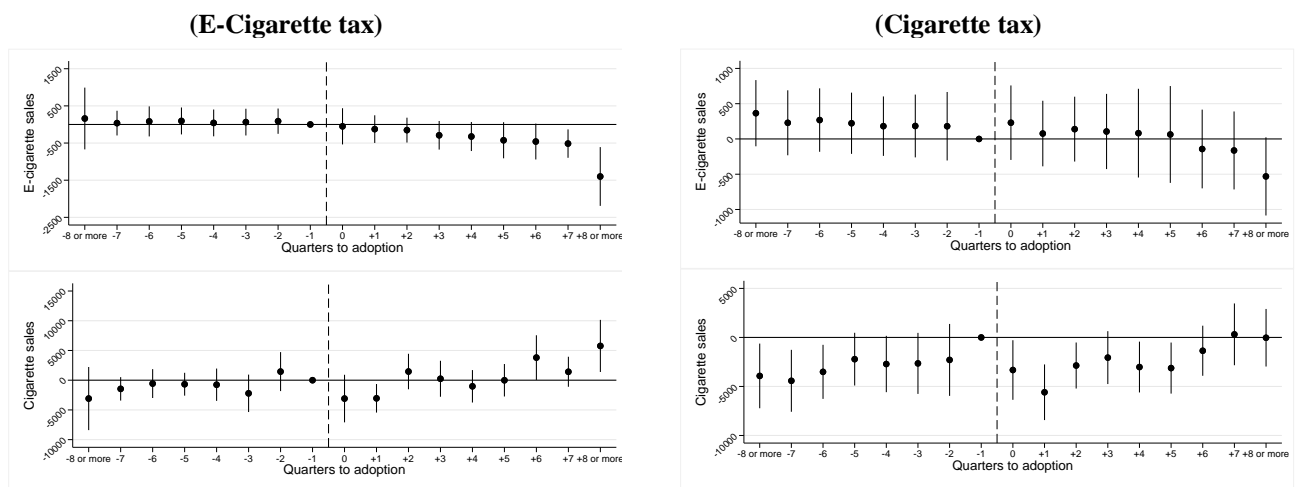 (E-Cigarette tax)
E-cigarette sales
1500
500
-500
-1500
-2500
-8 or more -7 -6 -5 -4 -3 -2 -1 0 +1 +2 +3 +4 +5 +6 +7 +8 or more
Quarters to adoption
Cigarette sales
15000
10000
5000
0
-5000
-10000
-8 or more -7 -6 -5 -4 -3 -2 -1 0 +1 +2 +3 +4 +5 +6 +7 +8 or more
Quarters to adoption
(Cigarette tax)
E-cigarette sales
1000
500
0
-500
-1000
-8 or more -7 -6 -5 -4 -3 -2 -1 0 +1 +2 +3 +4 +5 +6 +7 +8 or more
Quarters to adoption
Cigarette sales
5000
0
-5000
-10000
-8 or more -7 -6 -5 -4 -3 -2 -1 0 +1 +2 +3 +4 +5 +6 +7 +8 or more
Quarters to adoption